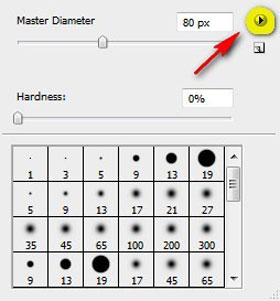 Master Diameter 80 px
Hardness: 0%
1 3 5 9 13 19
5 9 13 17 21 27
35 45 65 100 200 300
9 13 19 17 45 65